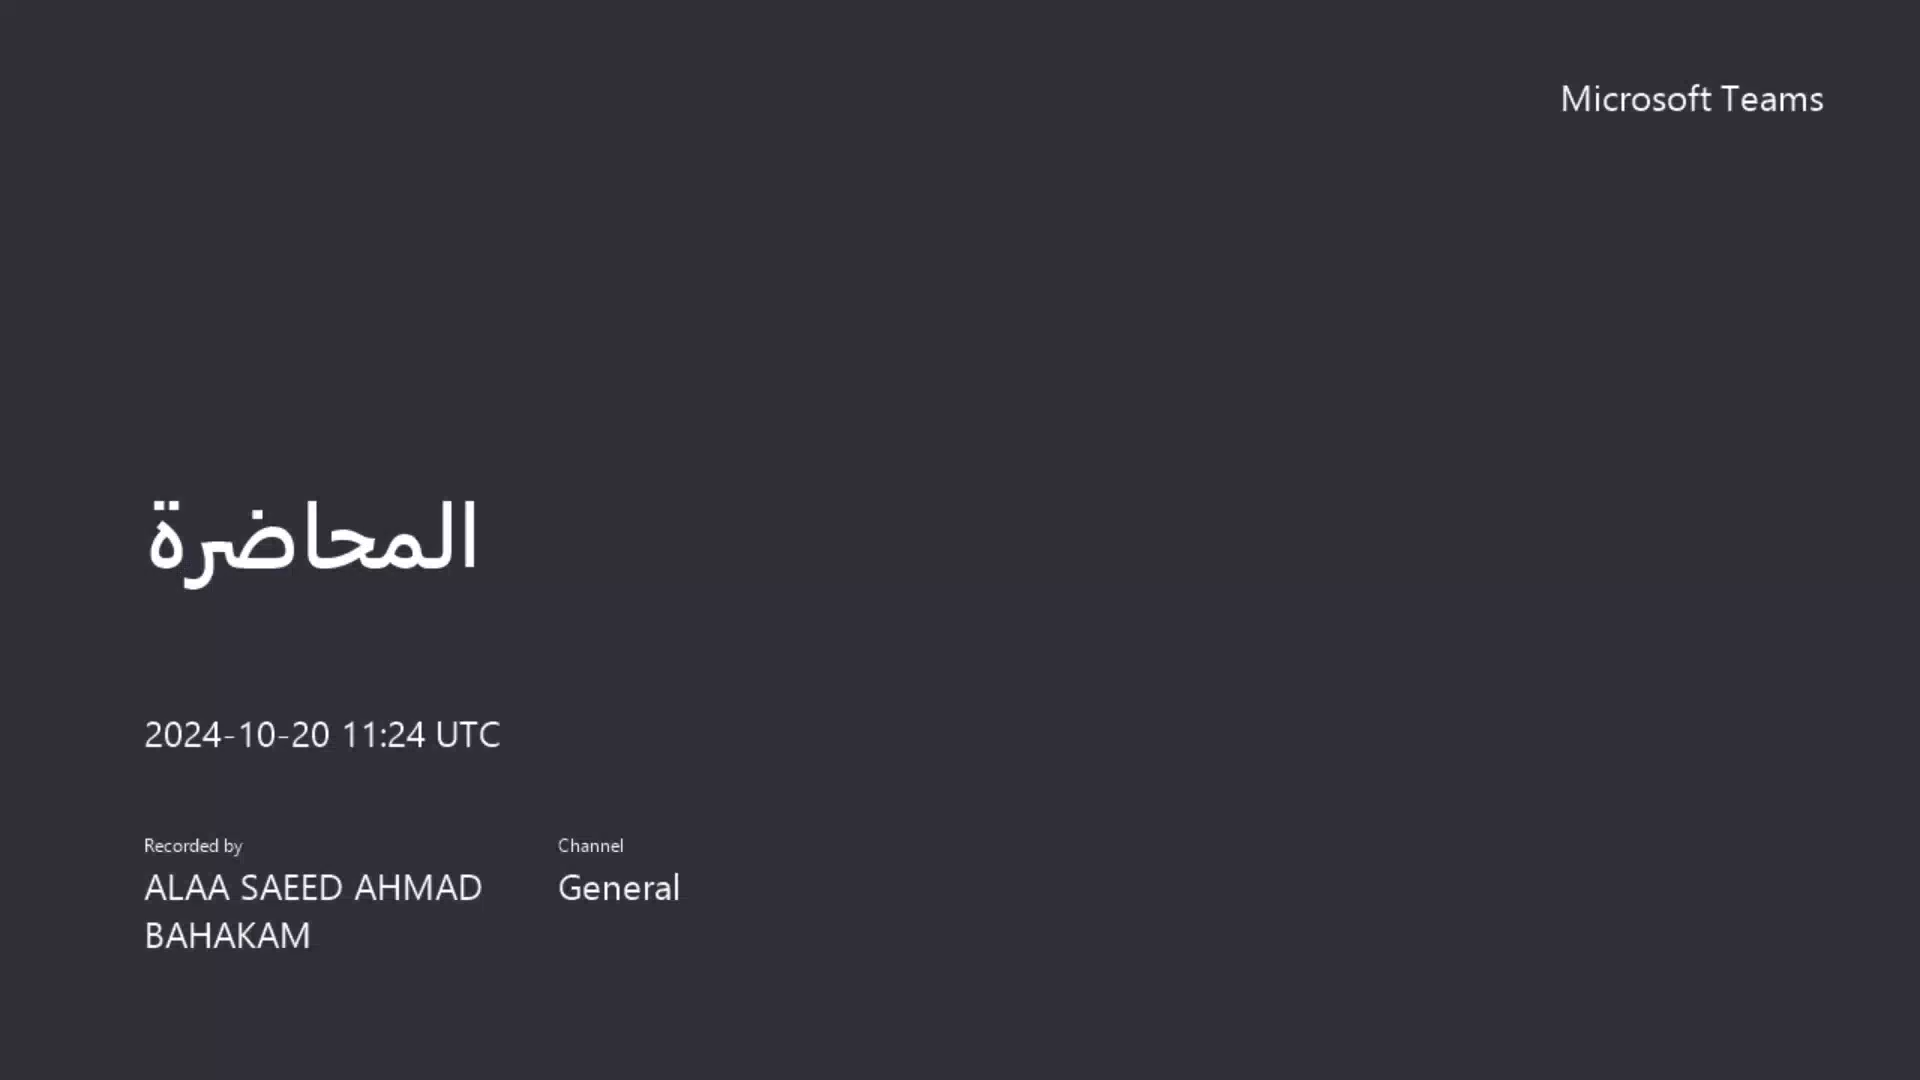 Microsoft Teams
المحاضرة
2024-10-20 11:24 UTC
Recorded by
ALAA SAEED AHMAD
BAHAKAM
Channel
General